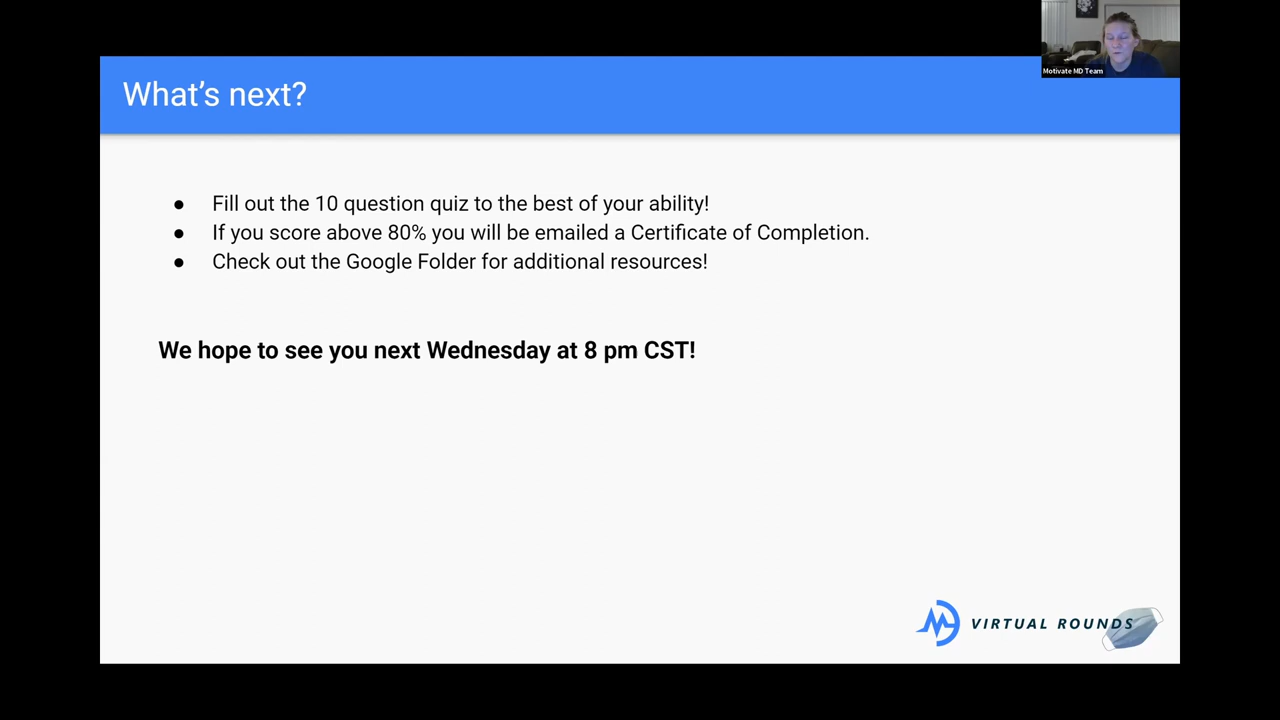 Motivate MD Team
What's next?
● Fill out the 10 question quiz to the best of your ability!
● If you score above 80% you will be emailed a Certificate of Completion.
● Check out the Google Folder for additional resources!
We hope to see you next Wednesday at 8 pm CST!
VIRTUAL ROUNDS